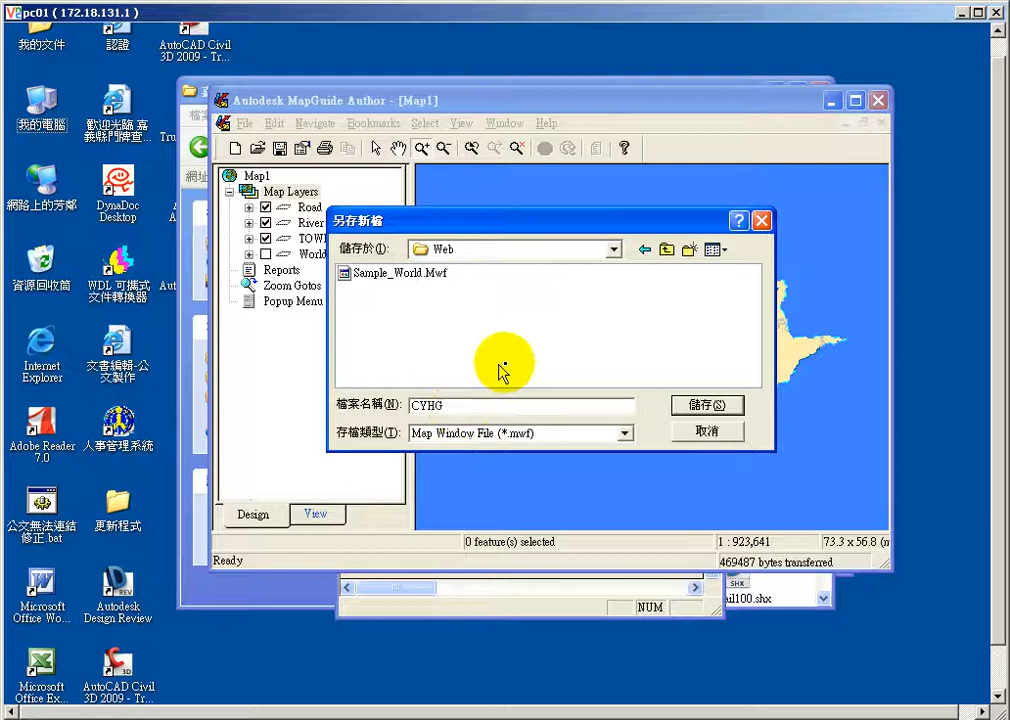 pc01 ( 172.18.131.1 )
我的文件
認證
AutoCAD Civil
3D 2009 - Tr...
我的電腦
歡迎光臨 嘉
義縣門牌查...
Tru
網路上的芳鄰
DynaDoc
Desktop
資源回收筒
WDL 可攜式
文件轉換器
Internet
Explorer
文書編輯-公
文製作
Adobe Reader
7.0
人事管理系統
公文無法連結
修正.bat
更新程式
Microsoft
Office Wo...
Autodesk
Design Review
Microsoft
Office Ex...
AutoCAD Civil
3D 2009 - Tr...
檔案
網址
Autodesk MapGuide Author - [Map1]
File Edit Navigate Bookmarks Select View Window Help
Map1
Map Layers
Road
River
TOW
World
Reports
Zoom Gotos
Popup Menu
Design
View
另存新檔
儲存於(I):
Web
Sample_World.Mwf
檔案名稱(N):
CYHG
儲存(S)
存檔類型(T):
Map Window File (*.mwf)
取消
0 feature(s) selected
1 : 923,641
73.3 x 56.8 (m
Ready
469487 bytes transferred
NUM
ail100.shx